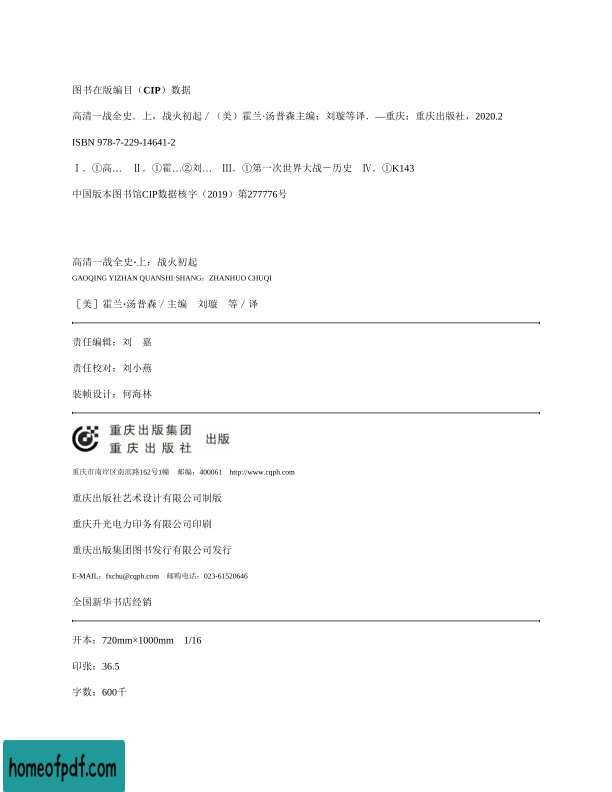 图书在版编目（CIP）数据
高清一战全史．上，战火初起／（美）霍兰·汤普森主编；刘璇等译．—重庆：重庆出版社，2020.2
ISBN 978-7-229-14641-2
Ⅰ．①高… Ⅱ．①霍…②刘… Ⅲ．①第一次世界大战－历史 Ⅳ．①K143
中国版本图书馆CIP数据核字（2019）第277776号
高清一战全史·上：战火初起
GAOQING YIZHAN QUANSHI·SHANG：ZHANHUO CHUQI
［美］霍兰·汤普森／主编 刘璇 等／译
责任编辑：刘 嘉
责任校对：刘小燕
装帧设计：何海林
重庆出版集团
重庆出版社 出版
重庆市南岸区南滨路162号1幢 邮编：400061 http://www.cqph.com
重庆出版社艺术设计有限公司制版
重庆升光电力印务有限公司印刷
重庆出版集团图书发行有限公司发行
E-MAIL：fxchu@cqph.com 邮购电话：023-61520646
全国新华书店经销
开本：720mm×1000mm 1/16
印张：36.5
字数：600千
homeofpdf.com